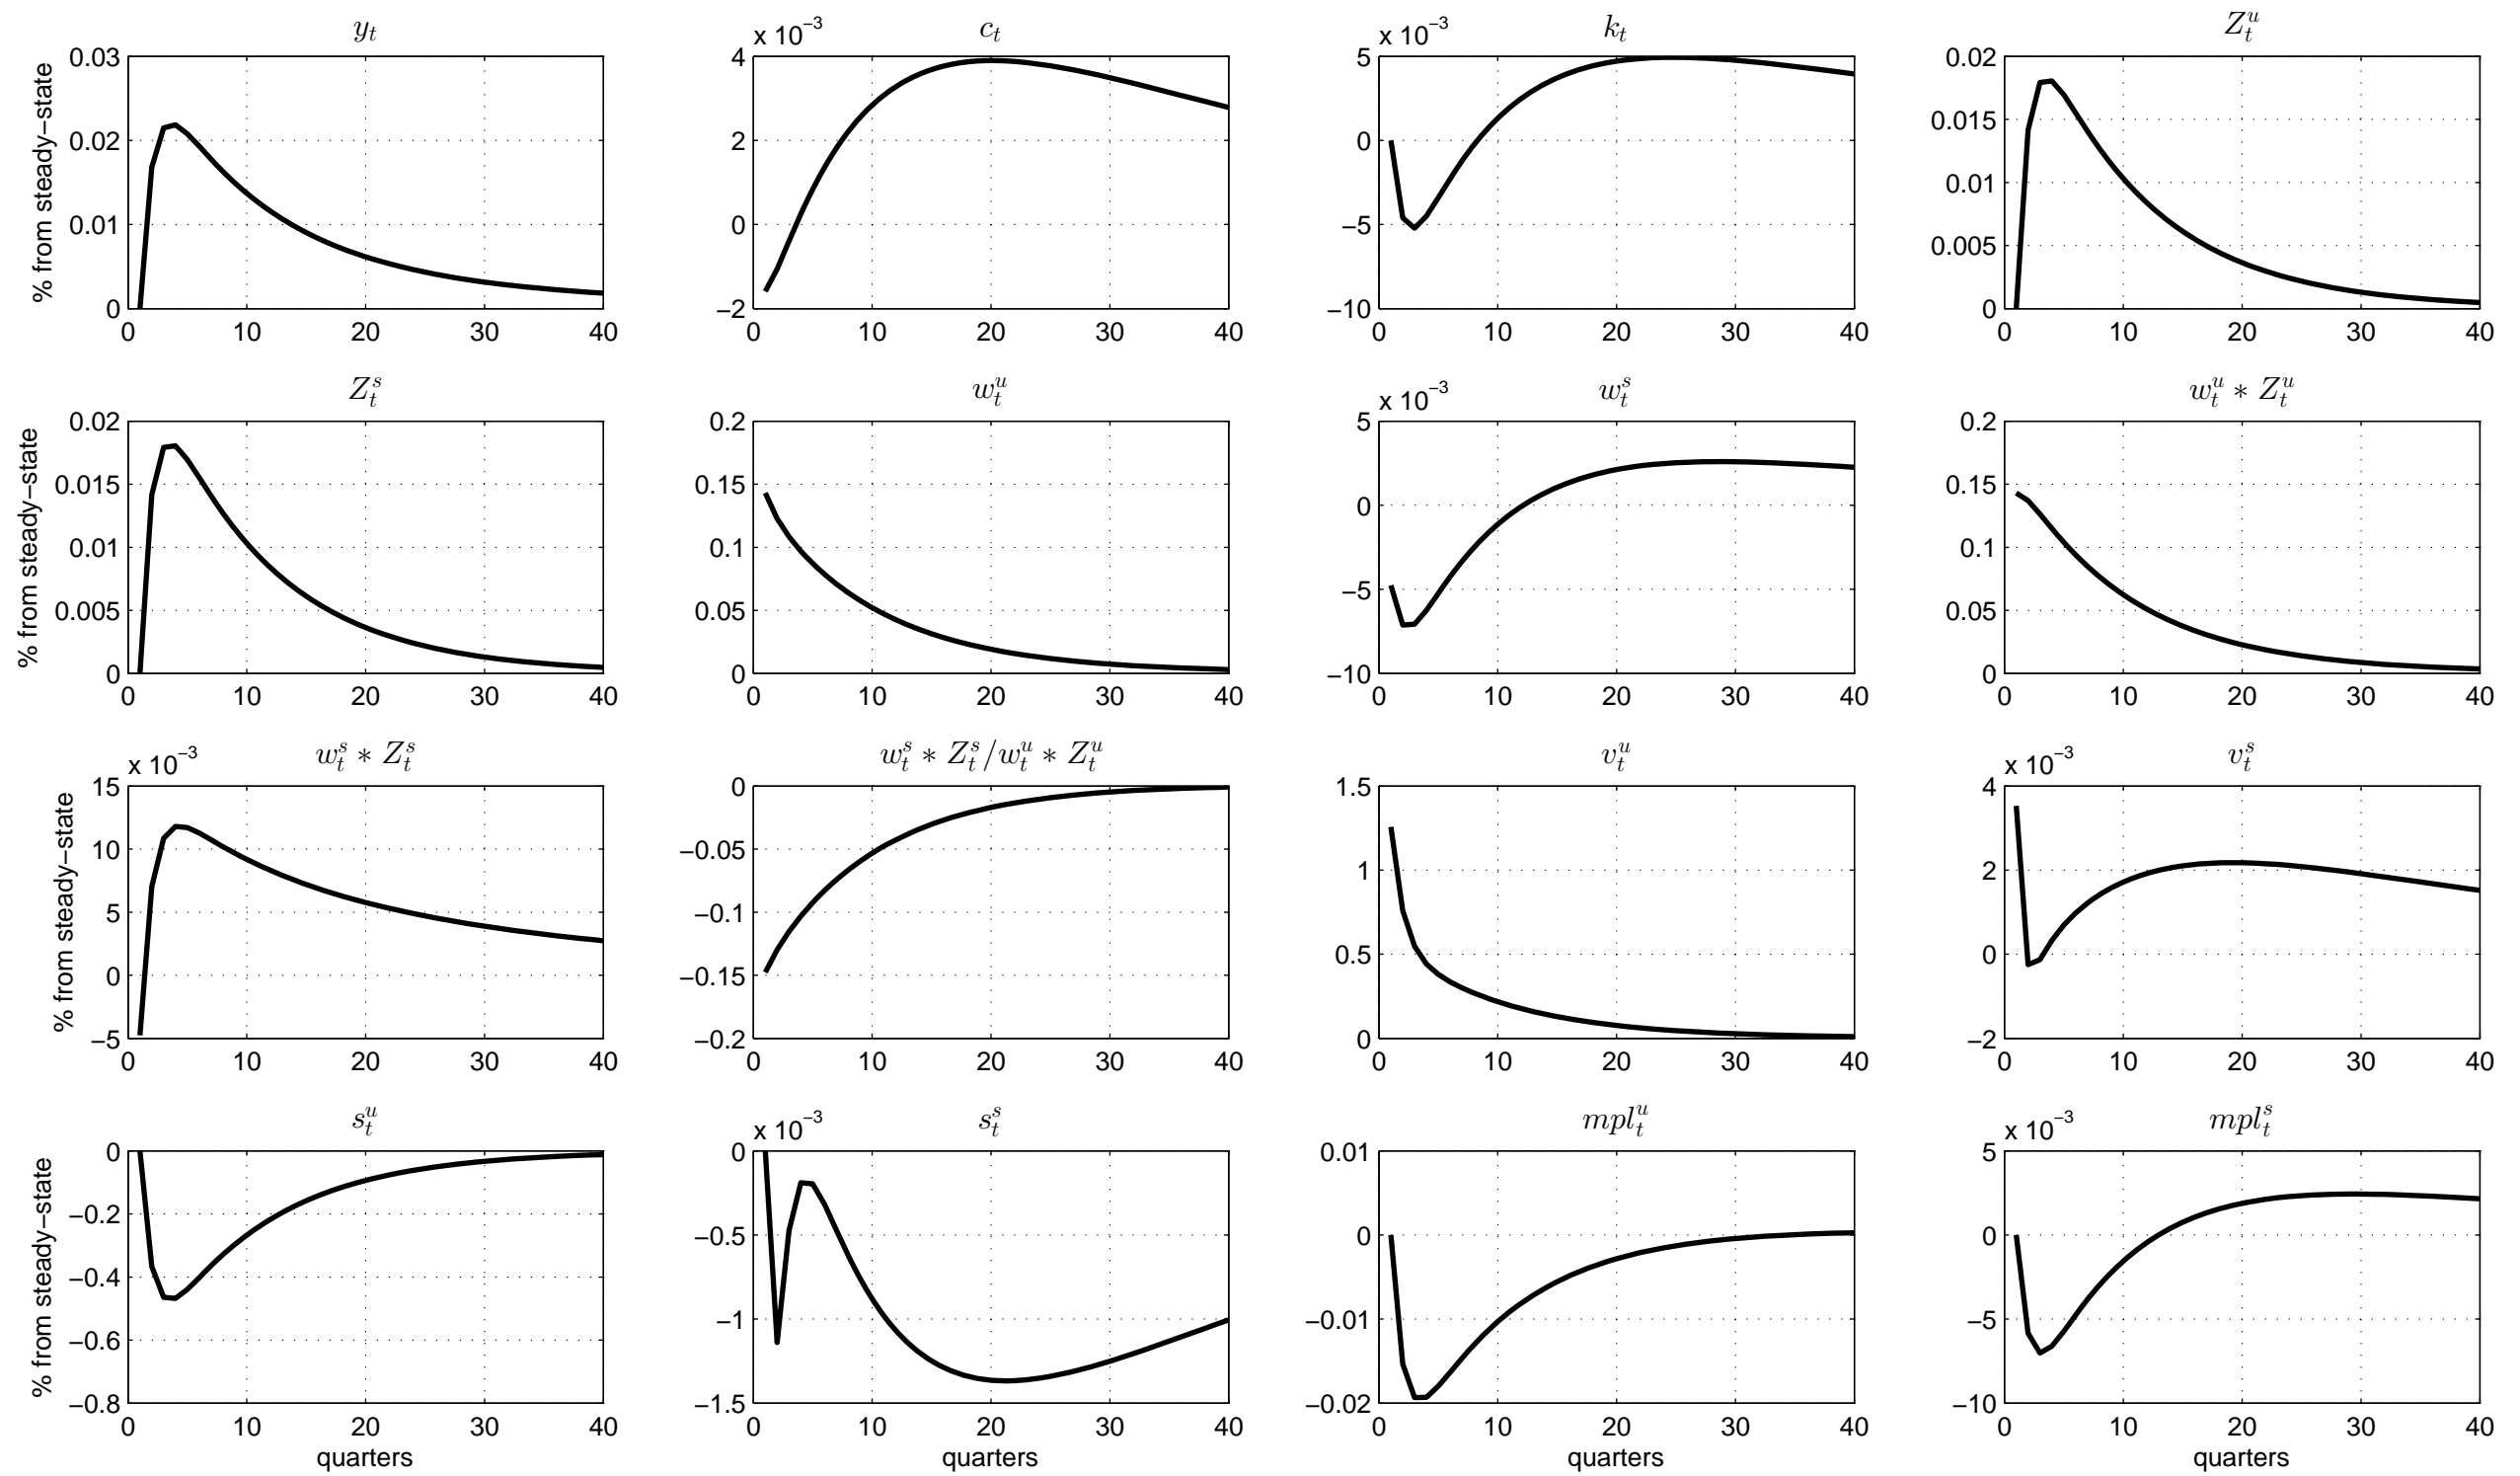 y_t
c_t
x 10^−3
k_t
x 10^−3
Z_t^u
% from steady−state
0.03
0.02
0.01
0
0 10 20 30 40
4
2
0
−2
0 10 20 30 40
5
0
−5
−10
0 10 20 30 40
0.02
0.015
0.01
0.005
0
0 10 20 30 40
Z_t^s
w_t^u
w_t^s
x 10^−3
w_t^u * Z_t^u
% from steady−state
0.02
0.015
0.01
0.005
0
0 10 20 30 40
0.2
0.15
0.1
0.05
0
0 10 20 30 40
5
0
−5
−10
0 10 20 30 40
0.2
0.15
0.1
0.05
0
0 10 20 30 40
w_t^s * Z_t^s
x 10^−3
w_t^s * Z_t^s/w_t^u * Z_t^u
v_t^u
v_t^s
x 10^−3
% from steady−state
15
10
5
0
−5
0 10 20 30 40
0
−0.05
−0.1
−0.15
−0.2
0 10 20 30 40
1.5
1
0.5
0
0 10 20 30 40
4
2
0
−2
0 10 20 30 40
s_t^u
s_t^s
x 10^−3
mpl_t^u
mpl_t^s
x 10^−3
% from steady−state
0
−0.2
−0.4
−0.6
−0.8
0 10 20 30 40
quarters
0
−0.5
−1
−1.5
0 10 20 30 40
quarters
0.01
0
−0.01
−0.02
0 10 20 30 40
quarters
5
0
−5
−10
0 10 20 30 40
quarters